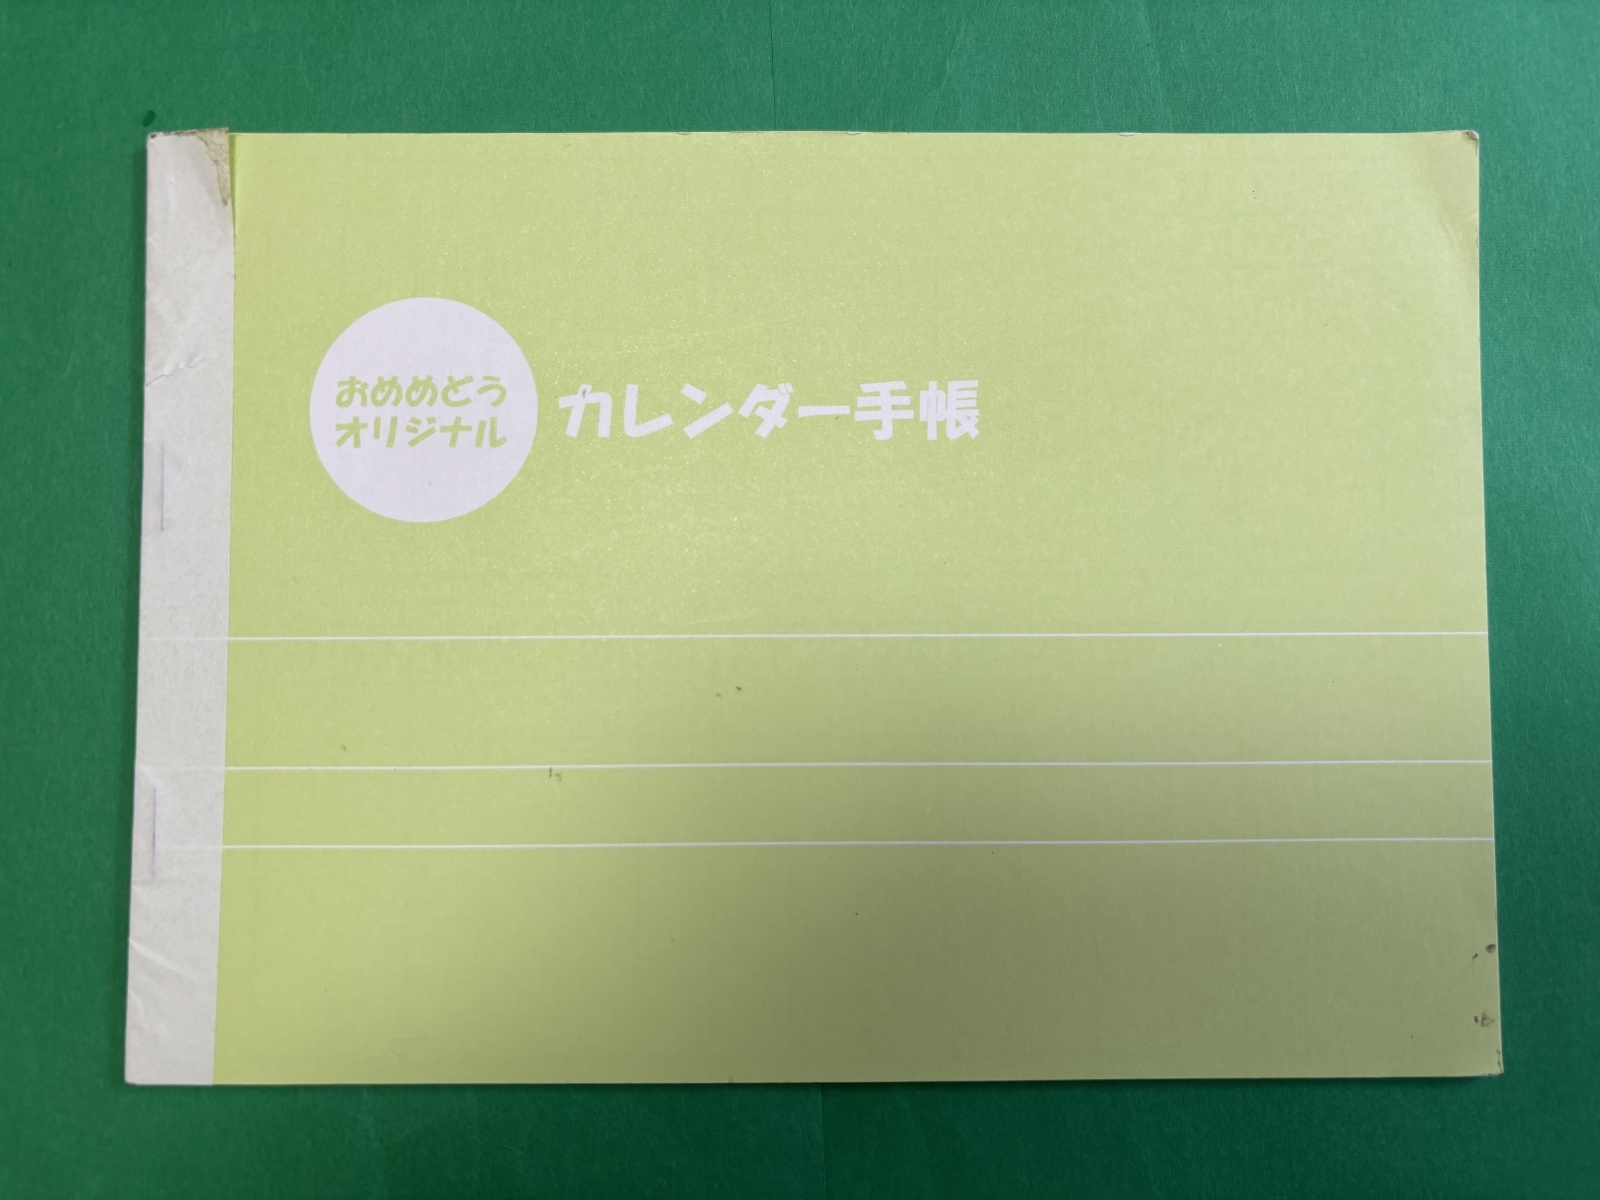 おめめどう
オリジナル
カレンダー手帳